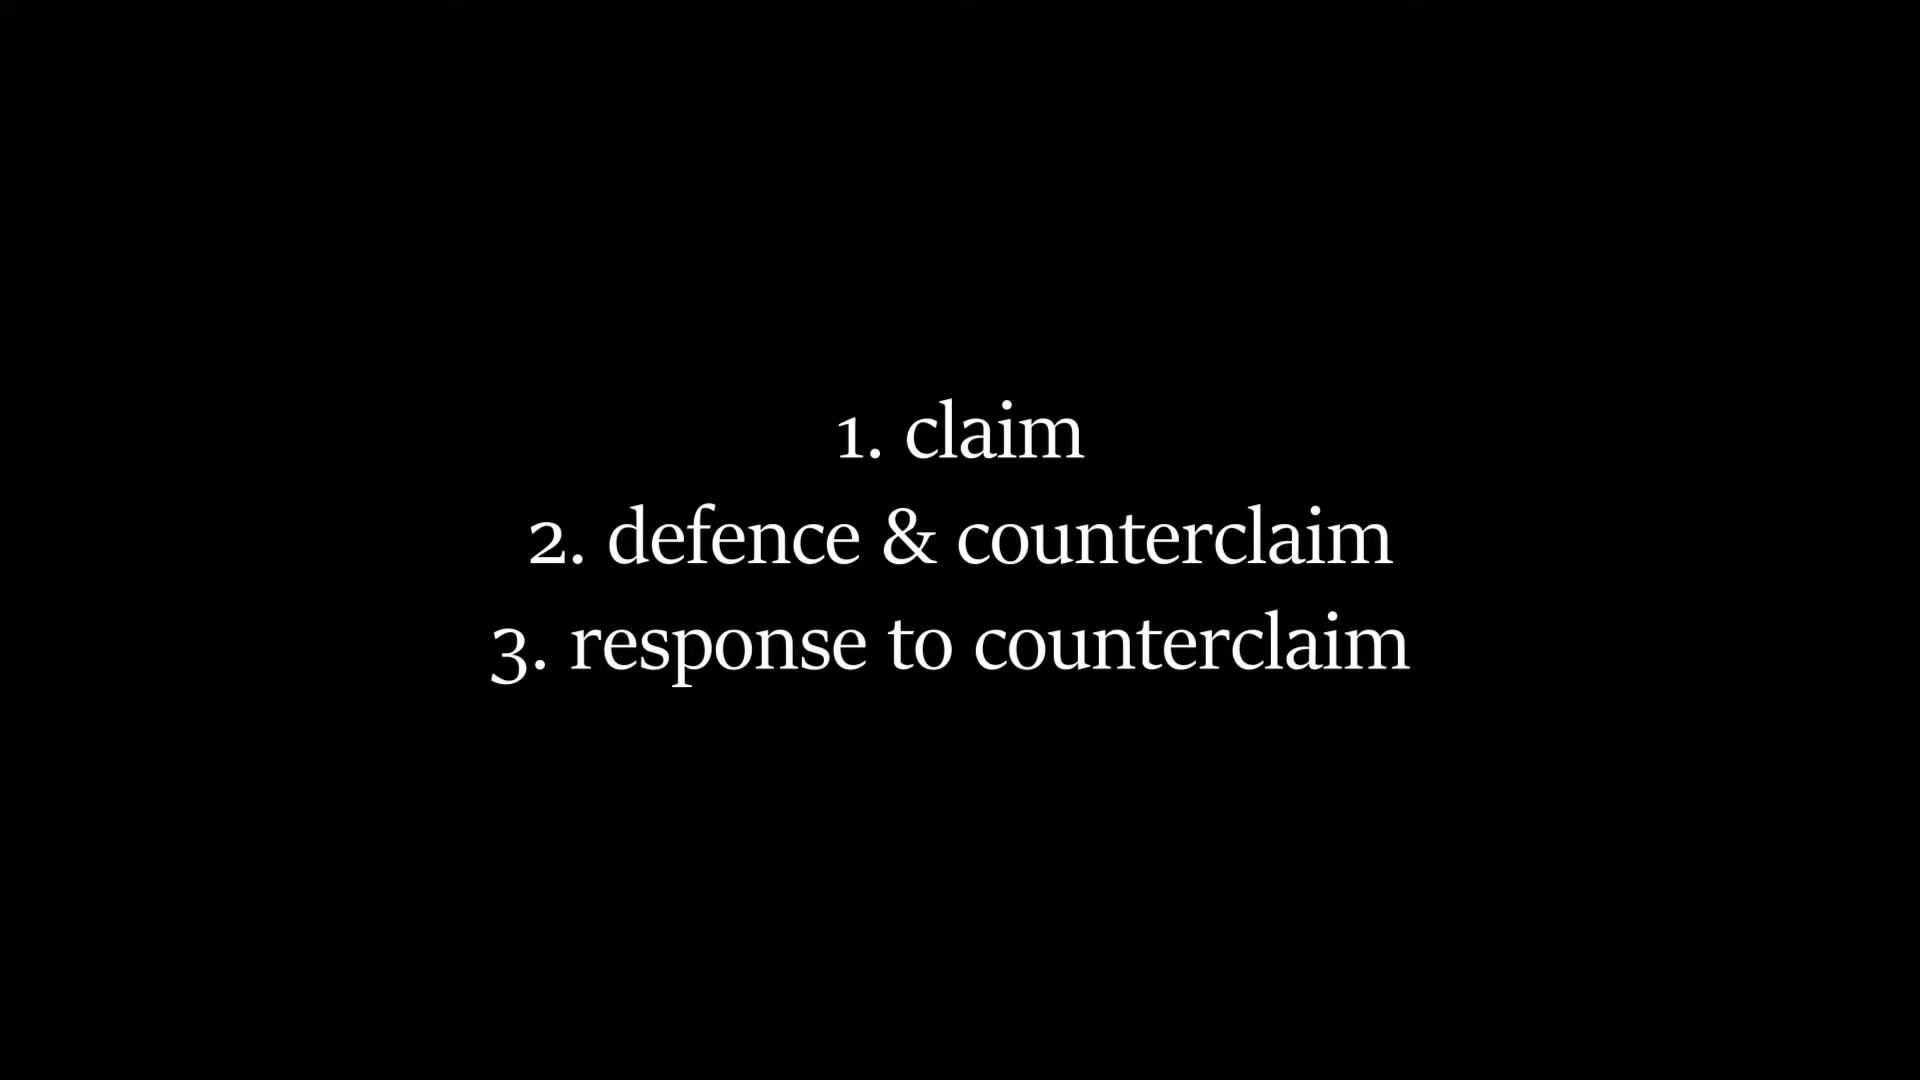 1. claim
2. defence & counterclaim
3. response to counterclaim